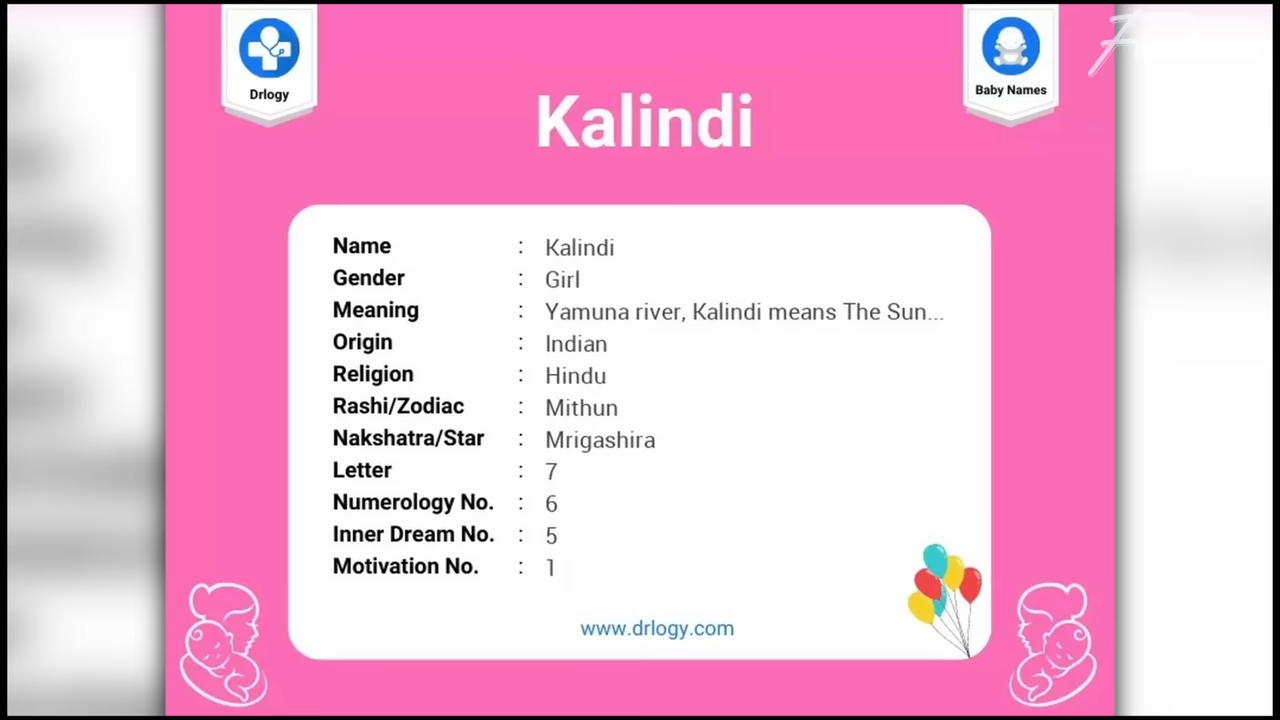 Drlogy
Baby Names
Kalindi
Name : Kalindi
Gender : Girl
Meaning : Yamuna river, Kalindi means The Sun...
Origin : Indian
Religion : Hindu
Rashi/Zodiac : Mithun
Nakshatra/Star : Mrigashira
Letter : 7
Numerology No. : 6
Inner Dream No. : 5
Motivation No. : 1
www.drlogy.com